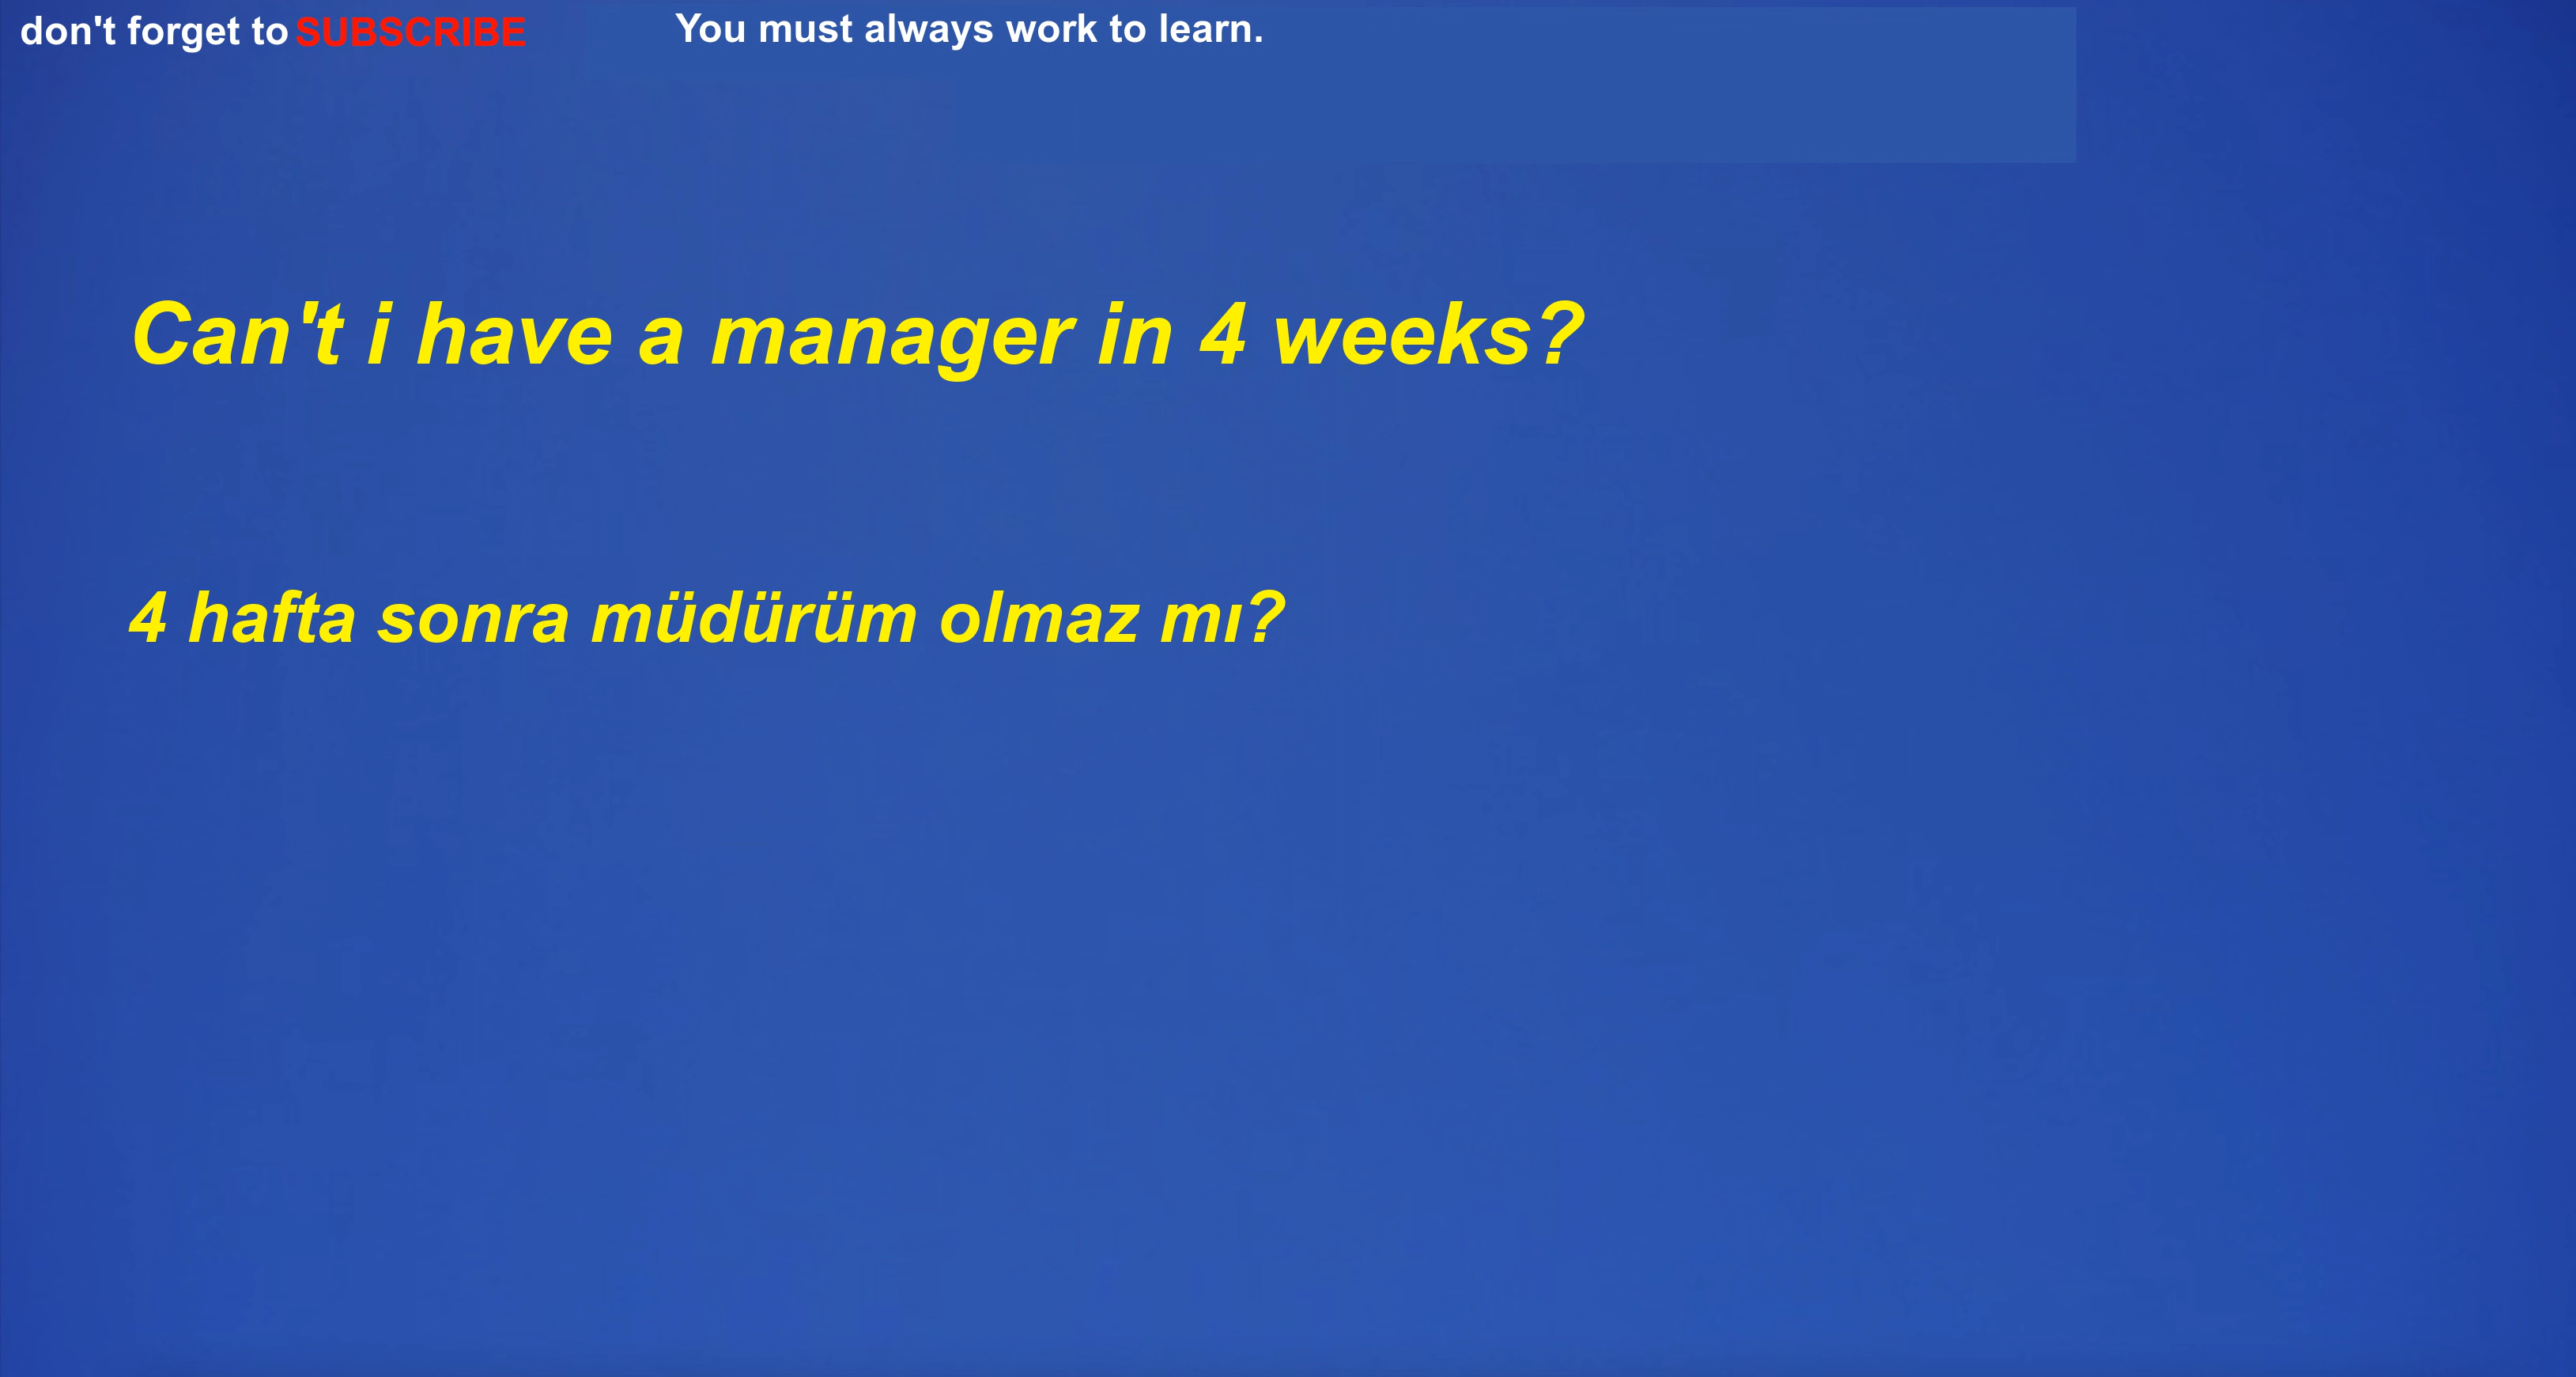 don't forget to SUBSCRIBE
You must always work to learn.
Can't i have a manager in 4 weeks?
4 hafta sonra müdürüm olmaz mı?